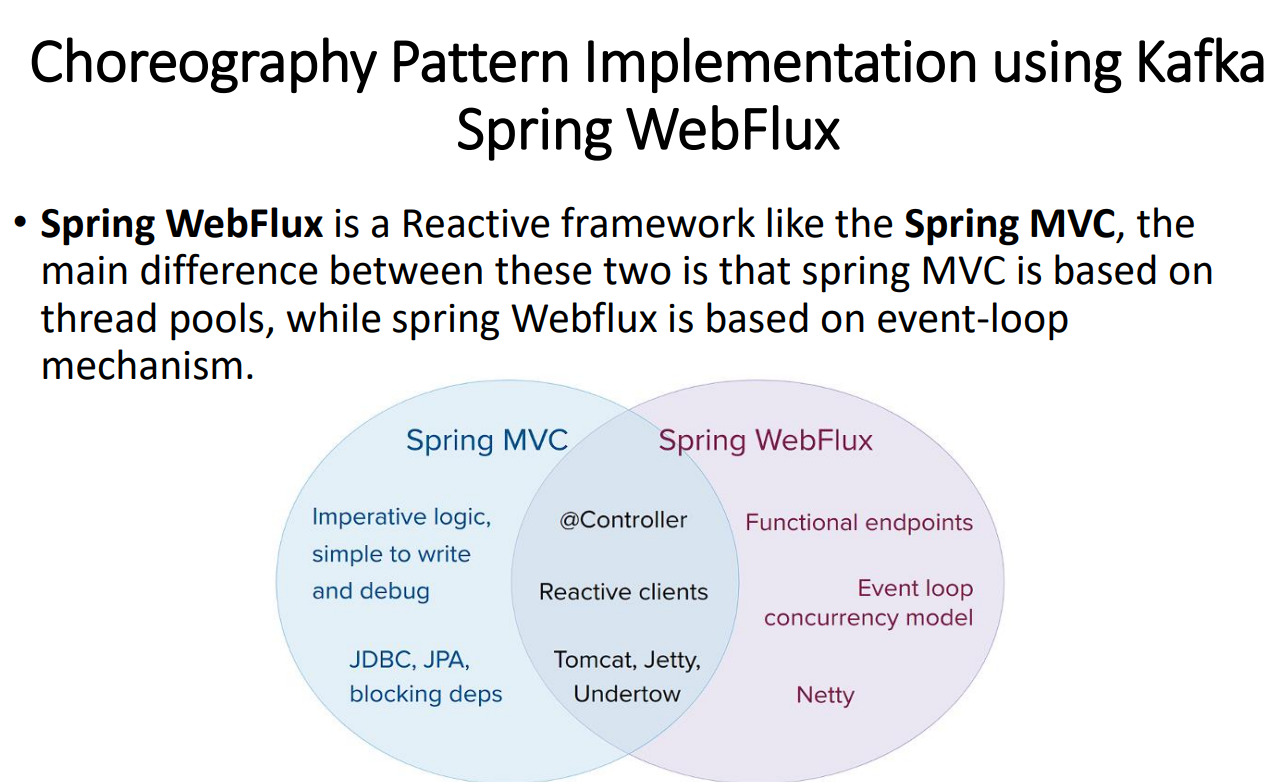 Choreography Pattern Implementation using Kafka
Spring WebFlux
• Spring WebFlux is a Reactive framework like the Spring MVC, the
main difference between these two is that spring MVC is based on
thread pools, while spring Webflux is based on event-loop
mechanism.
Spring MVC
Imperative logic,
simple to write
and debug
JDBC, JPA,
blocking deps
@Controller
Reactive clients
Tomcat, Jetty,
Undertow
Spring WebFlux
Functional endpoints
Event loop
concurrency model
Netty